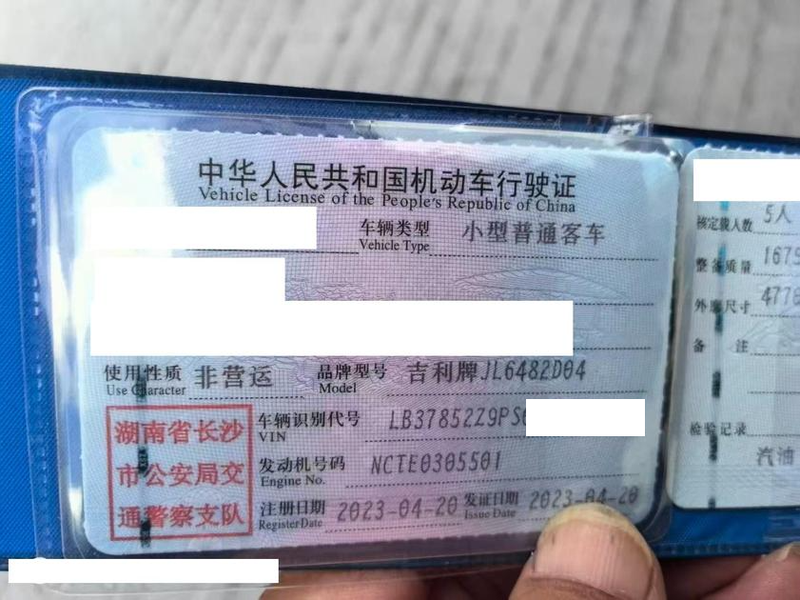 中华人民共和国机动车行驶证
Vehicle License of the People's Republic of China
车辆类型 小型普通客车
Vehicle Type
使用性质 非营运 品牌型号 吉利牌JL6482D04
Use Character Model
车辆识别代号 LB37852Z9PS
VIN
发动机号码 NCTE0305501
Engine No.
注册日期 2023-04-20 发证日期 2023-04-20
Register Date Issue Date
湖南省长沙
市公安局交
通警察支队
核定载人数 5人
整备质量 1675
外廓尺寸 4770
备 注
检验记录
汽油